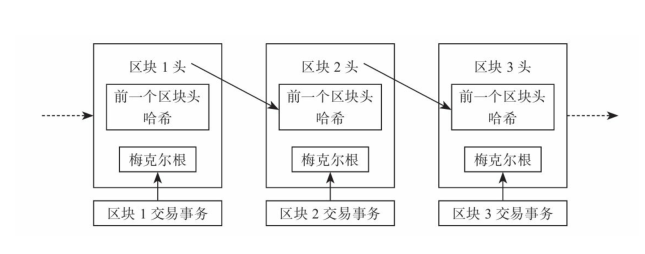 区块 1 头
前一个区块头
哈希
梅克尔根
区块 1 交易事务
区块 2 头
前一个区块头
哈希
梅克尔根
区块 2 交易事务
区块 3 头
前一个区块头
哈希
梅克尔根
区块 3 交易事务